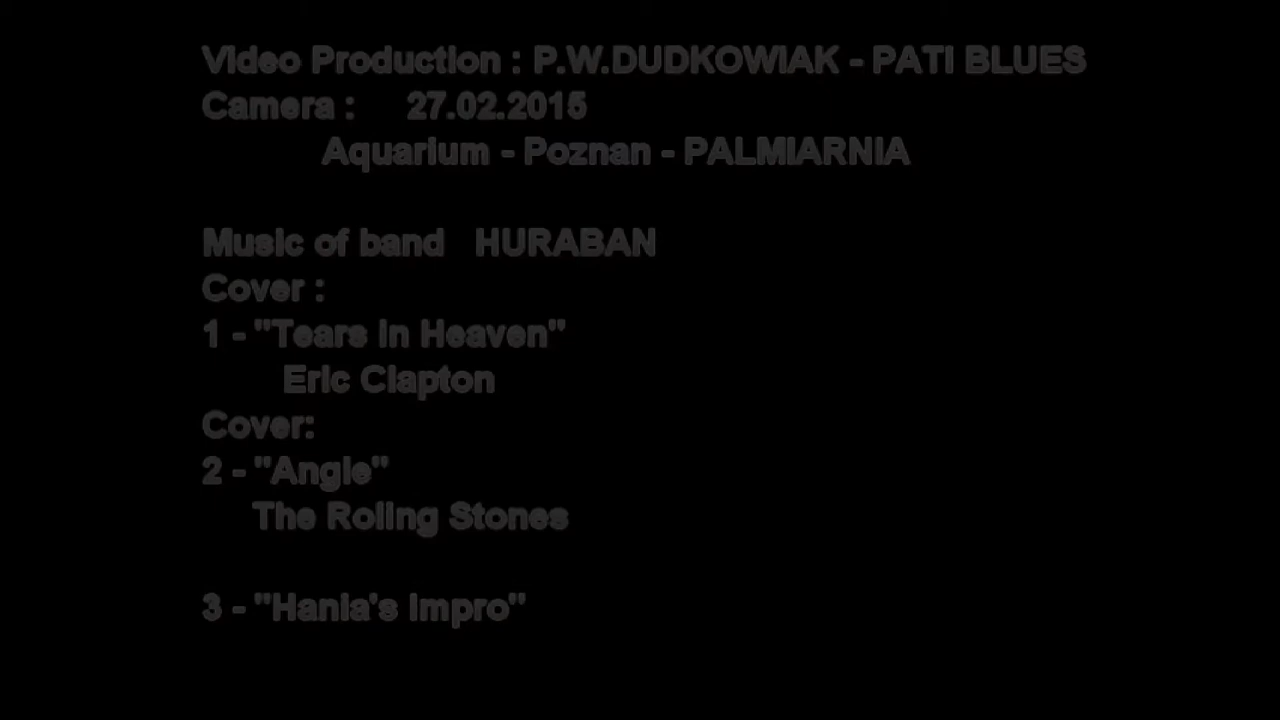 Video Production : P.W.DUDKOWIAK - PATI BLUES
Camera : 27.02.2015
Aquarium - Poznan - PALMIARNIA
Music of band HURABAN
Cover :
1 - "Tears in Heaven"
Eric Clapton
Cover:
2 - "Angie"
The Roling Stones
3 - "Hania's impro"